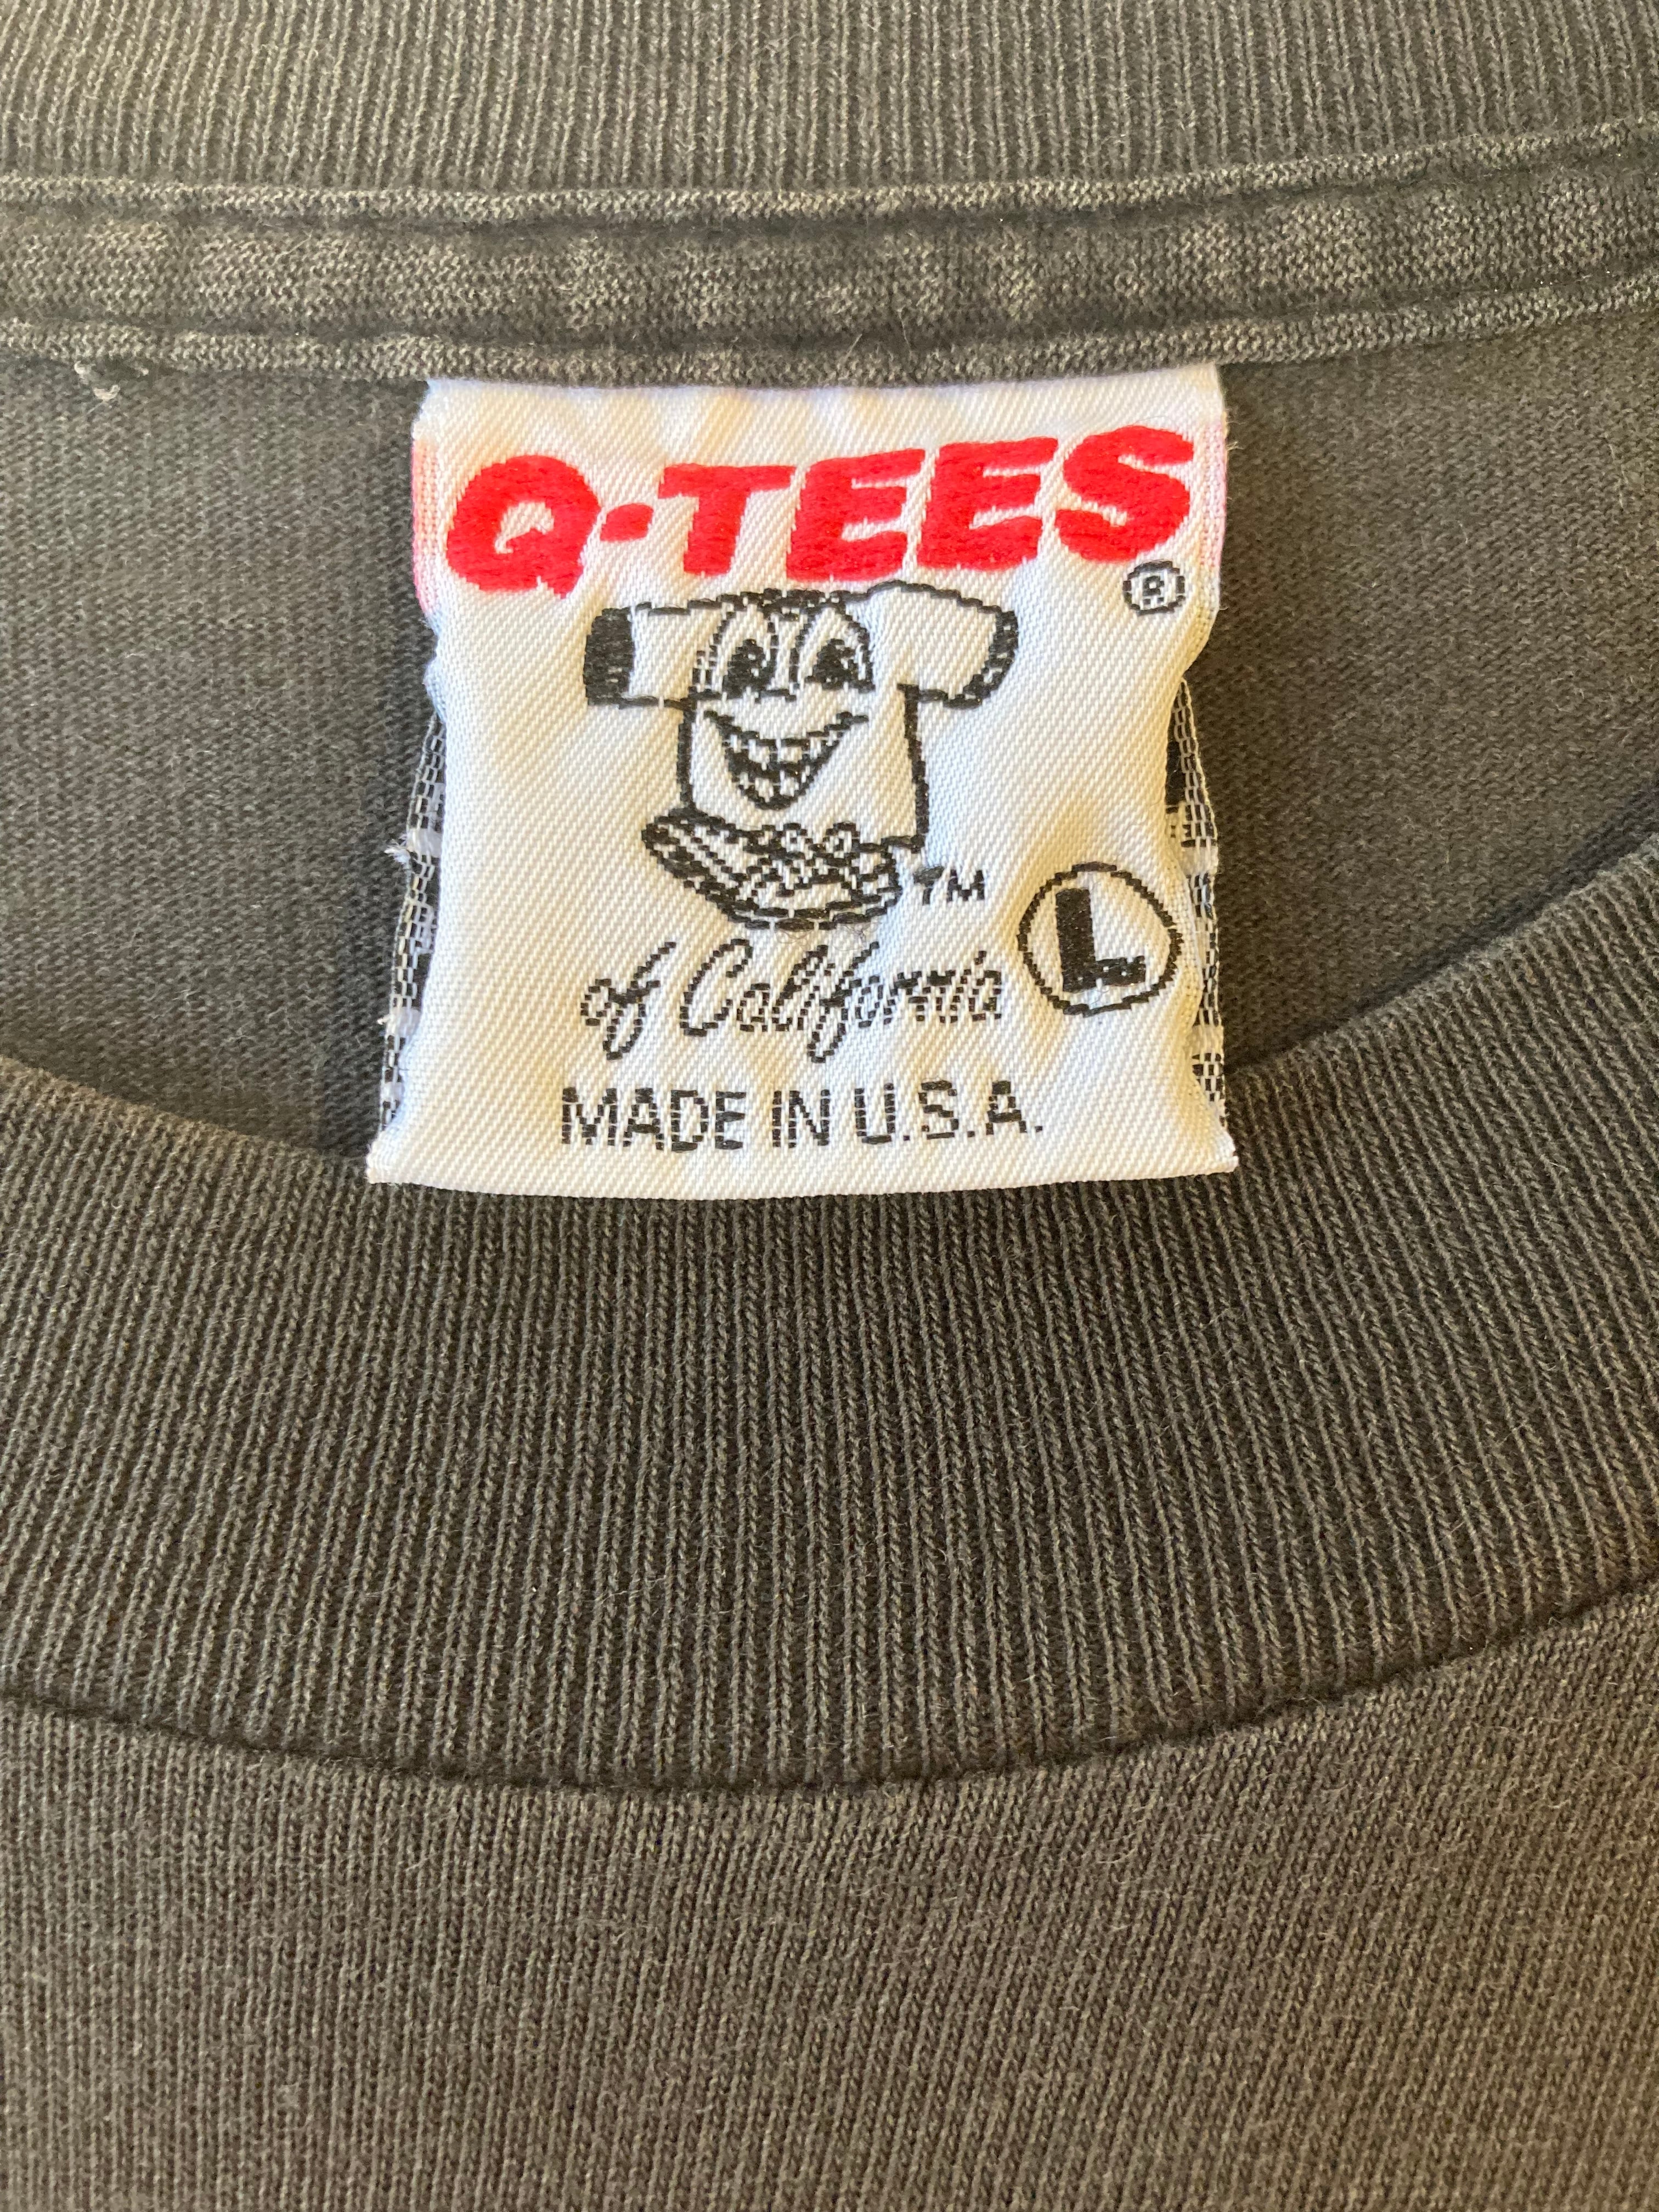 Q-TEES
®
TM
L
of California
MADE IN U.S.A.